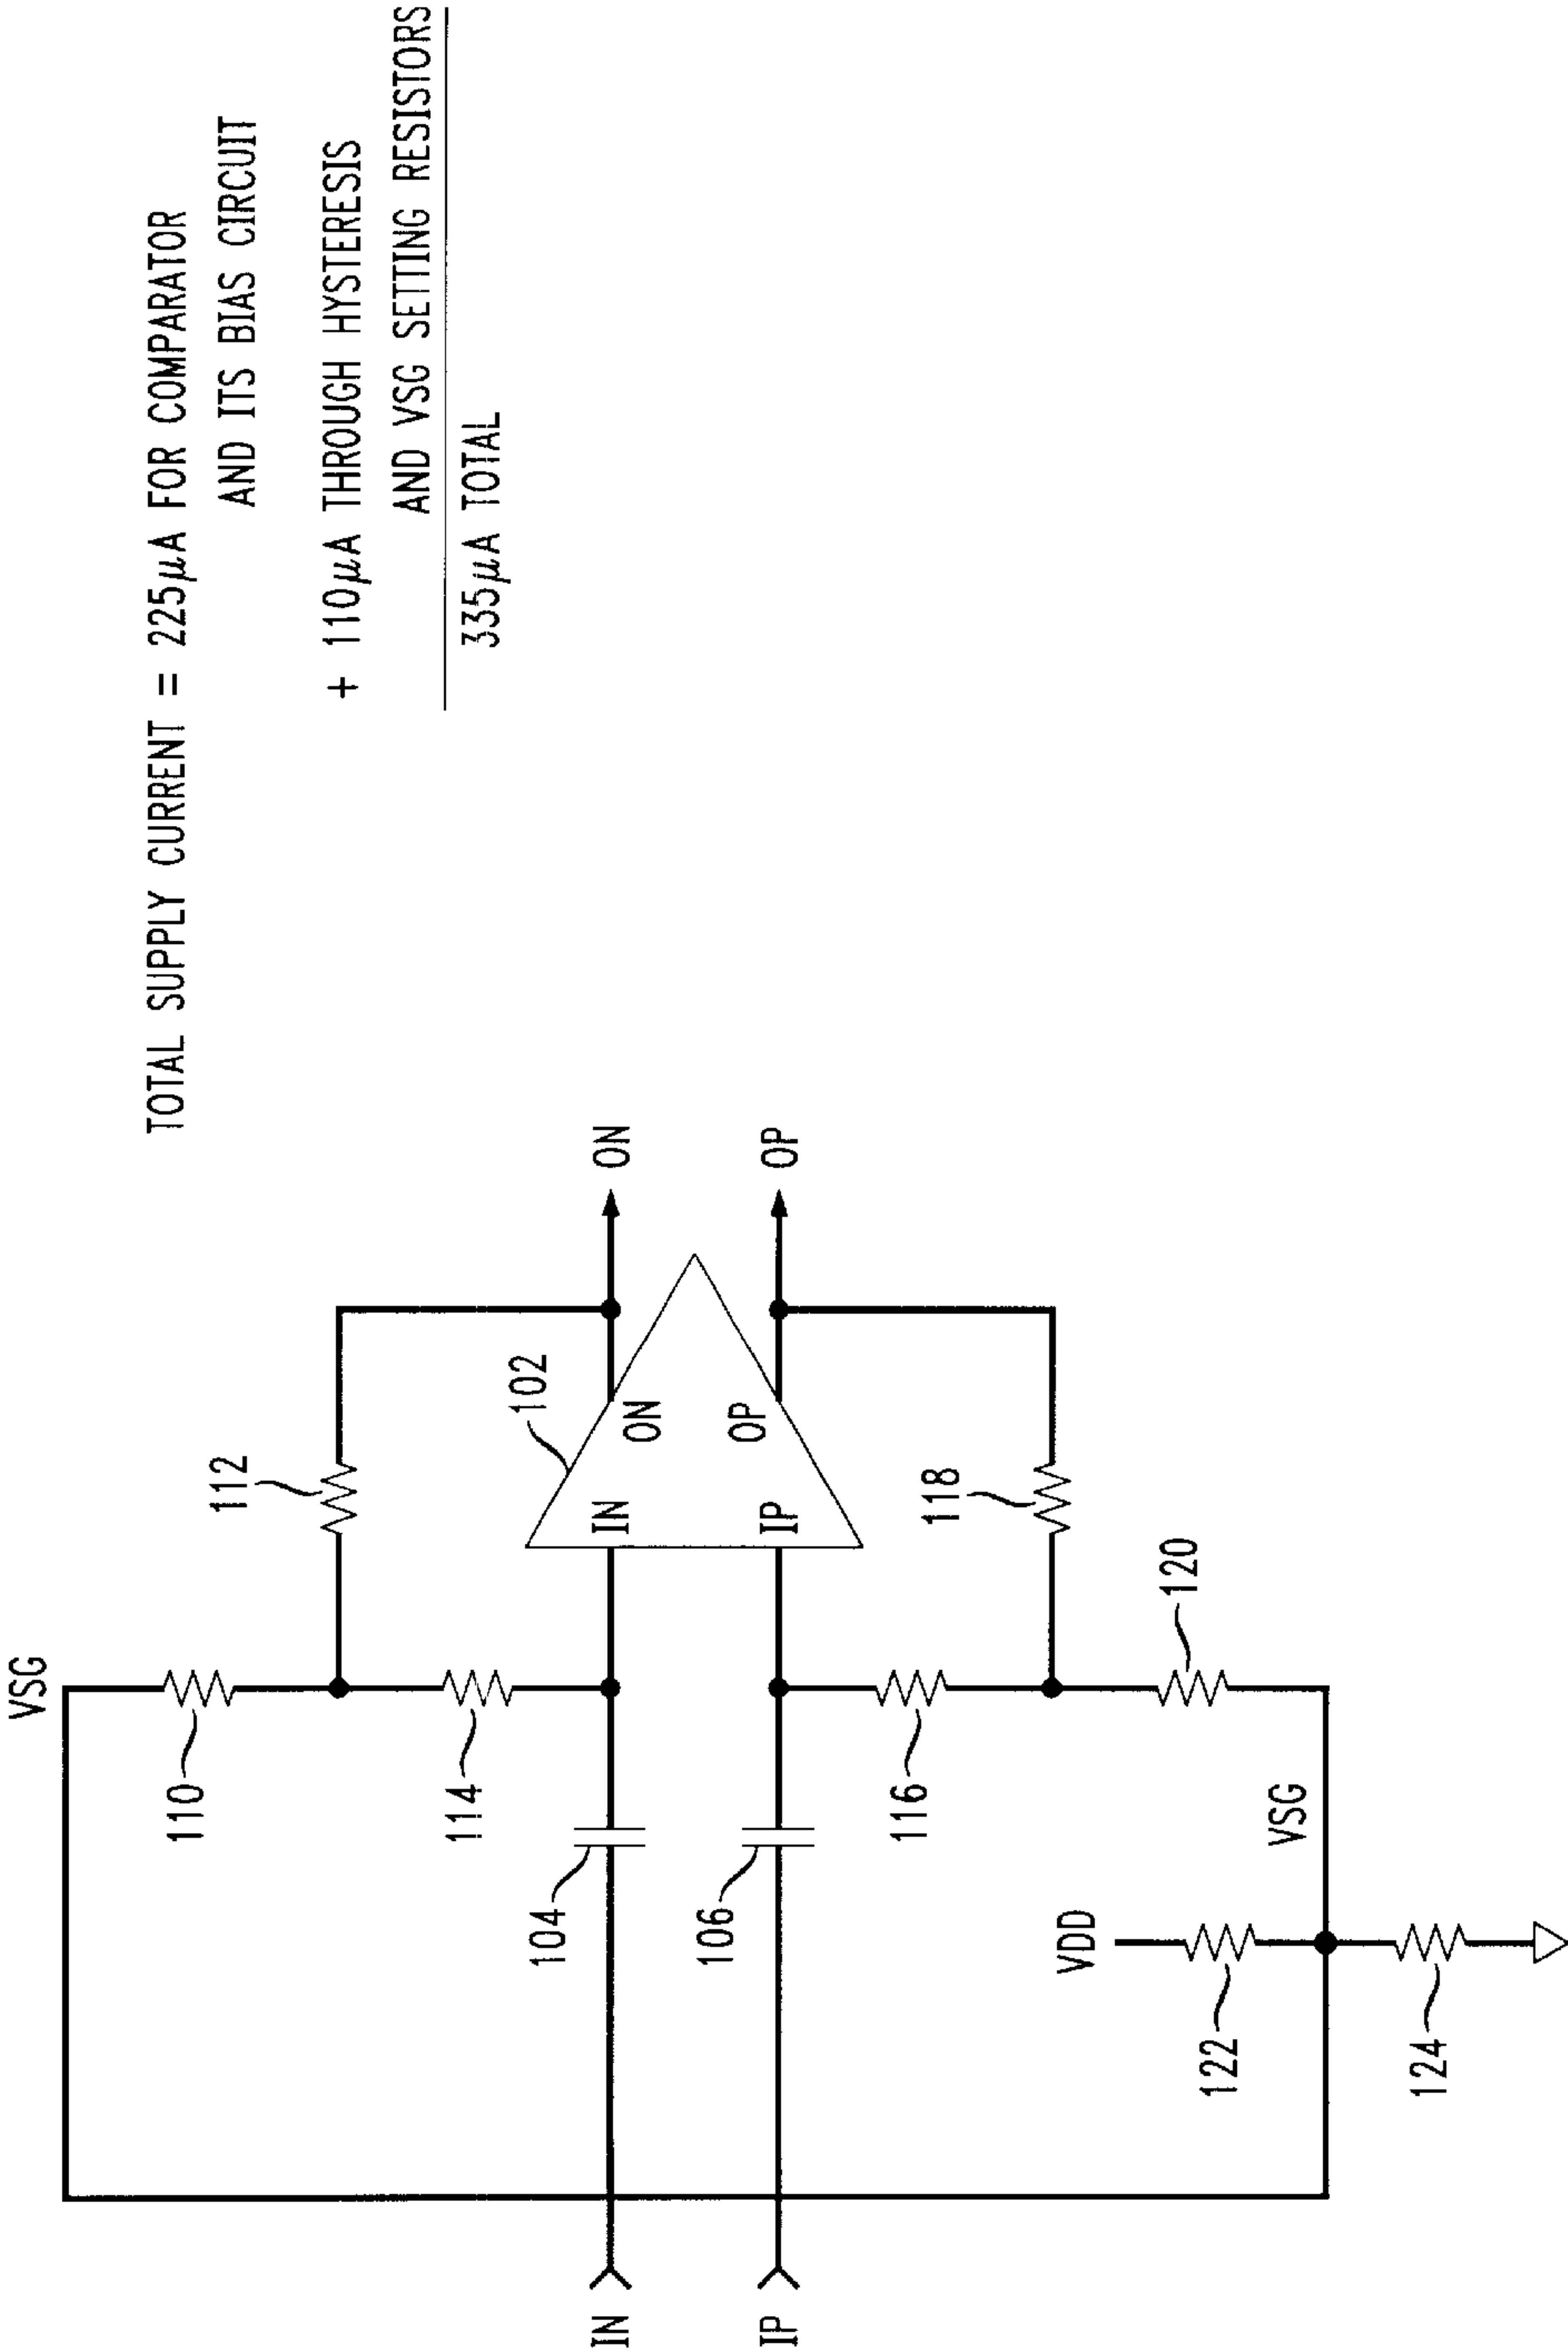 TOTAL SUPPLY CURRENT = 225μA FOR COMPARATOR
AND ITS BIAS CIRCUIT
+ 110μA THROUGH HYSTERESIS
AND VSG SETTING RESISTORS
335μA TOTAL
VSG
110
112
114
104
102
IN
IN
ON
ON
IP
IP
OP
OP
106
116
118
120
VDD
VSG
122
124